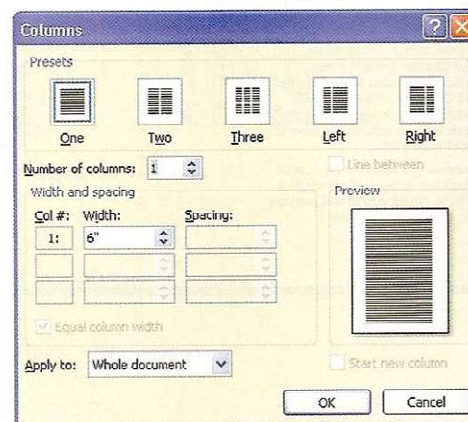 Columns
Presets
One Two Three Left Right
Number of columns: 1 Line between
Width and spacing Preview
Col #: Width: Spacing:
1: 6"
Equal column width
Apply to: Whole document Start new column
OK Cancel